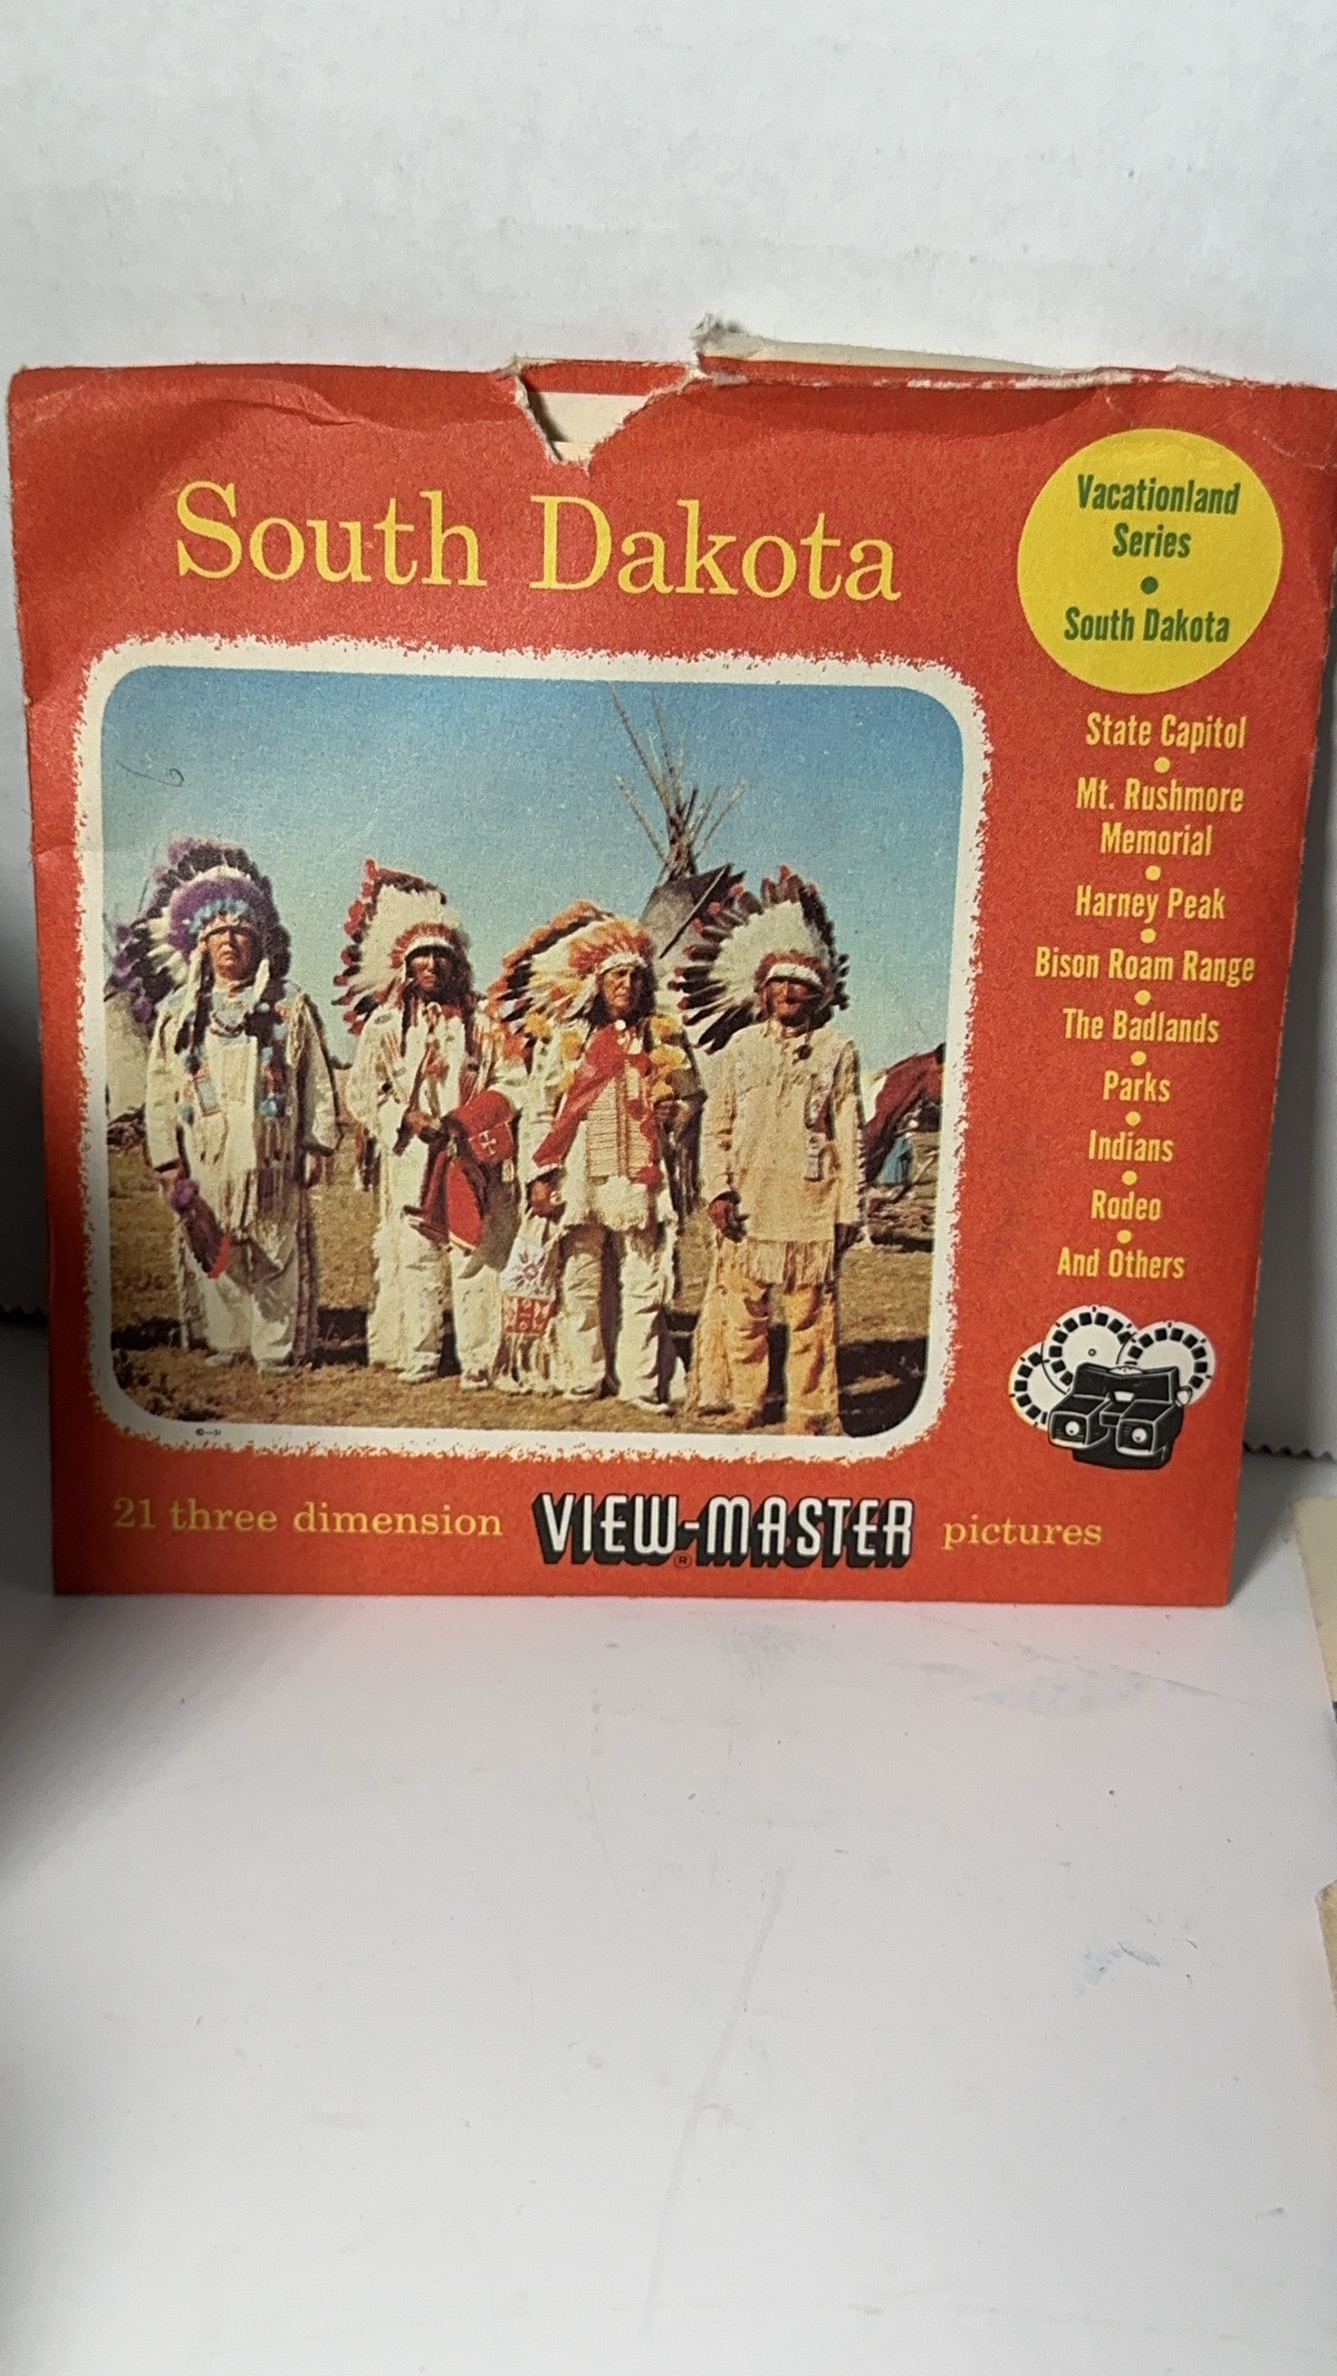 South Dakota
Vacationland
Series
•
South Dakota
State Capitol
•
Mt. Rushmore
Memorial
•
Harney Peak
•
Bison Roam Range
•
The Badlands
•
Parks
•
Indians
•
Rodeo
•
And Others
21 three dimension VIEW-MASTER® pictures